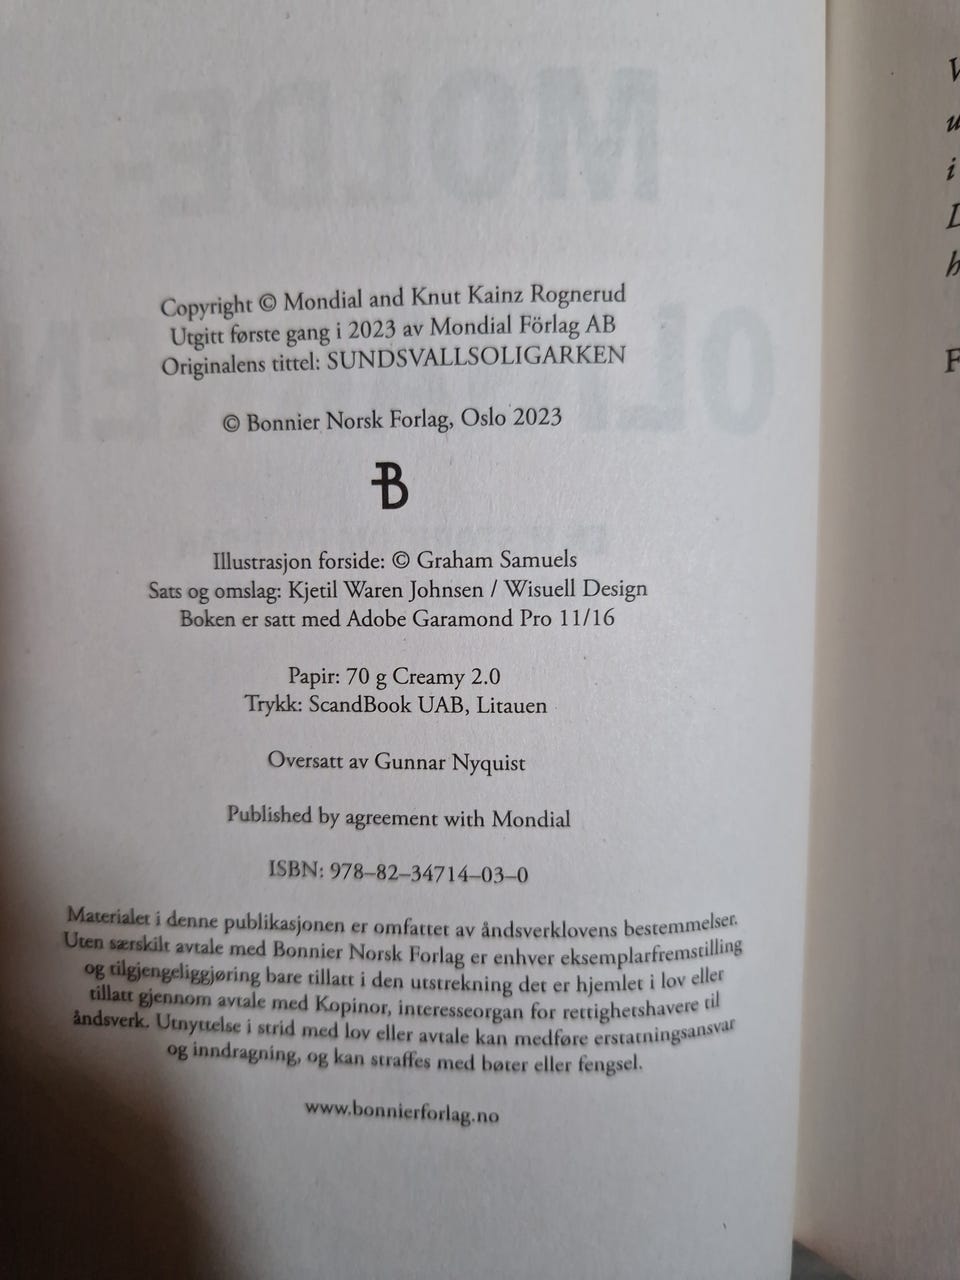 Copyright © Mondial and Knut Kainz Rognerud
Utgitt første gang i 2023 av Mondial Förlag AB
Originalens tittel: SUNDSVALLSOLIGARKEN
© Bonnier Norsk Forlag, Oslo 2023
B
Illustrasjon forside: © Graham Samuels
Sats og omslag: Kjetil Waren Johnsen / Wisuell Design
Boken er satt med Adobe Garamond Pro 11/16
Papir: 70 g Creamy 2.0
Trykk: ScandBook UAB, Litauen
Oversatt av Gunnar Nyquist
Published by agreement with Mondial
ISBN: 978–82–34714–03–0
Materialet i denne publikasjonen er omfattet av åndsverklovens bestemmelser.
Uten særskilt avtale med Bonnier Norsk Forlag er enhver eksemplarfremstilling
og tilgjengeliggjøring bare tillatt i den utstrekning det er hjemlet i lov eller
tillatt gjennom avtale med Kopinor, interesseorgan for rettighetshavere til
åndsverk. Utnyttelse i strid med lov eller avtale kan medføre erstatningsansvar
og inndragning, og kan straffes med bøter eller fengsel.
www.bonnierforlag.no